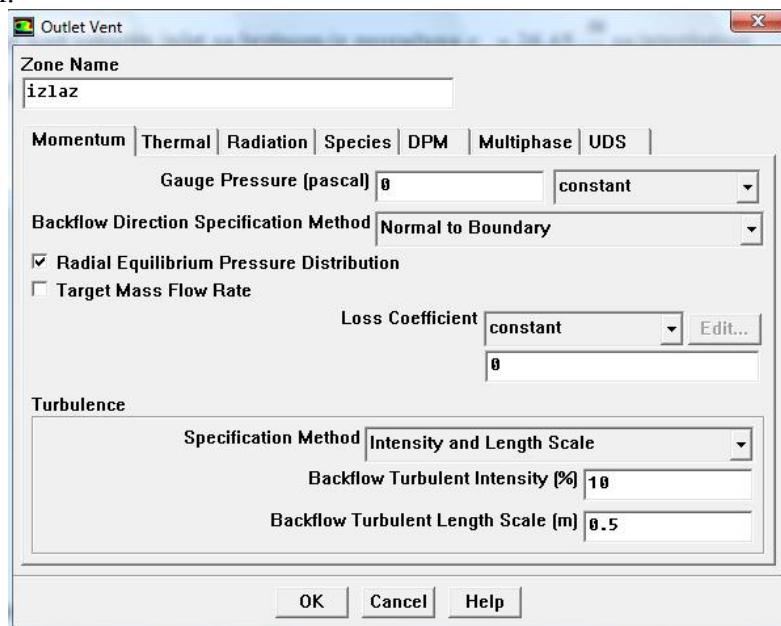 Outlet Vent
Zone Name
izlaz
Momentum Thermal Radiation Species DPM Multiphase UDS
Gauge Pressure (pascal) 0 constant
Backflow Direction Specification Method Normal to Boundary
Radial Equilibrium Pressure Distribution
Target Mass Flow Rate
Loss Coefficient constant Edit...
0
Turbulence
Specification Method Intensity and Length Scale
Backflow Turbulent Intensity (%) 10
Backflow Turbulent Length Scale (m) 0.5
OK Cancel Help